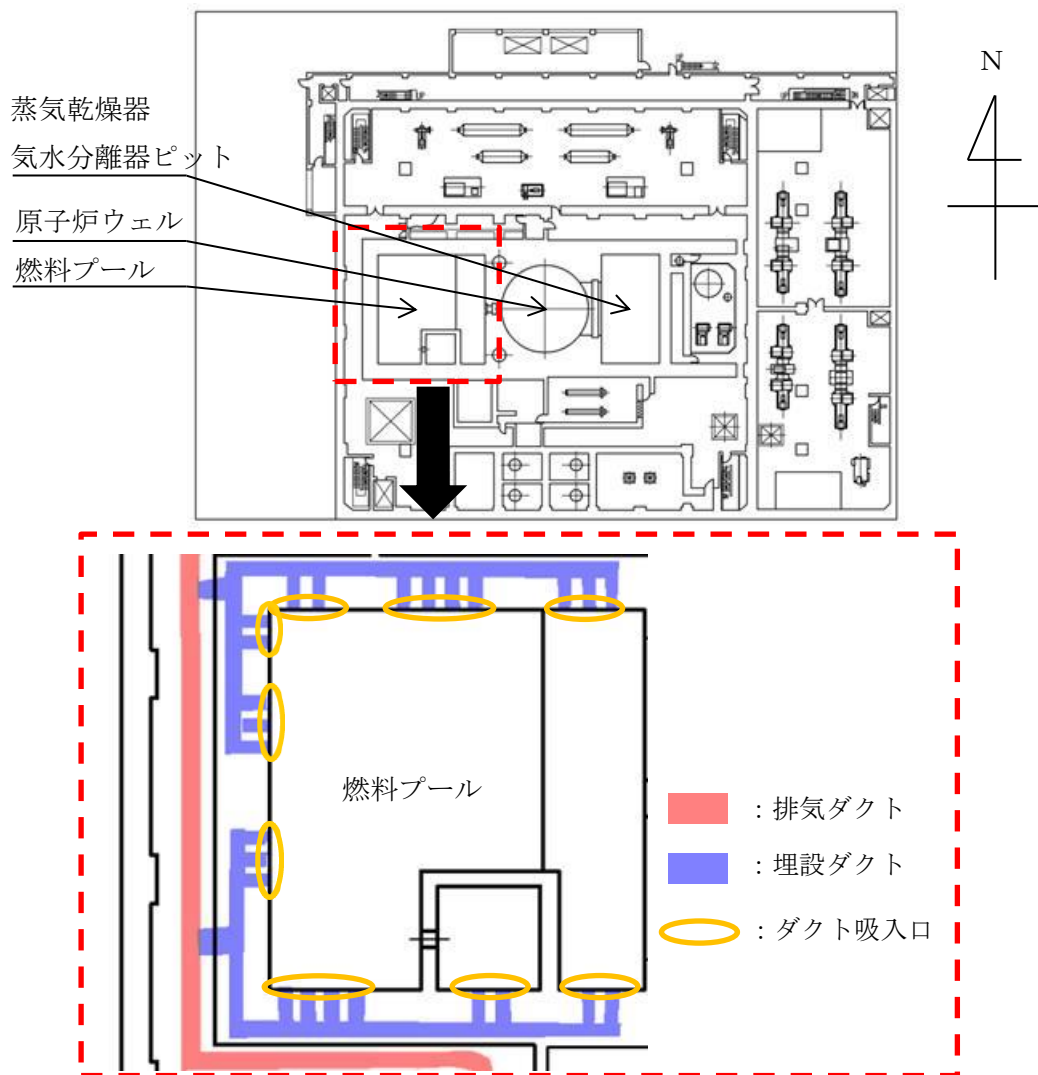 N
蒸気乾燥器
気水分離器ピット
原子炉ウェル
燃料プール
燃料プール
：排気ダクト
：埋設ダクト
：ダクト吸入口